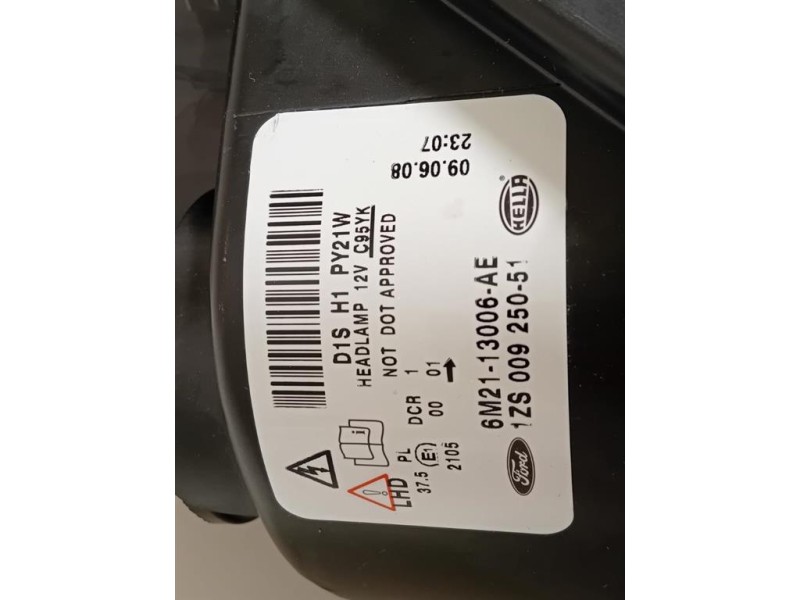 D1S H1 PY21W
HEADLAMP 12V C95YK
NOT DOT APPROVED
09.06.08
23:07
LHD PL DCR 1
37.5 E1 00 01
2105
6M21-13006-AE
1ZS 009 250-51
Ford
HELLA